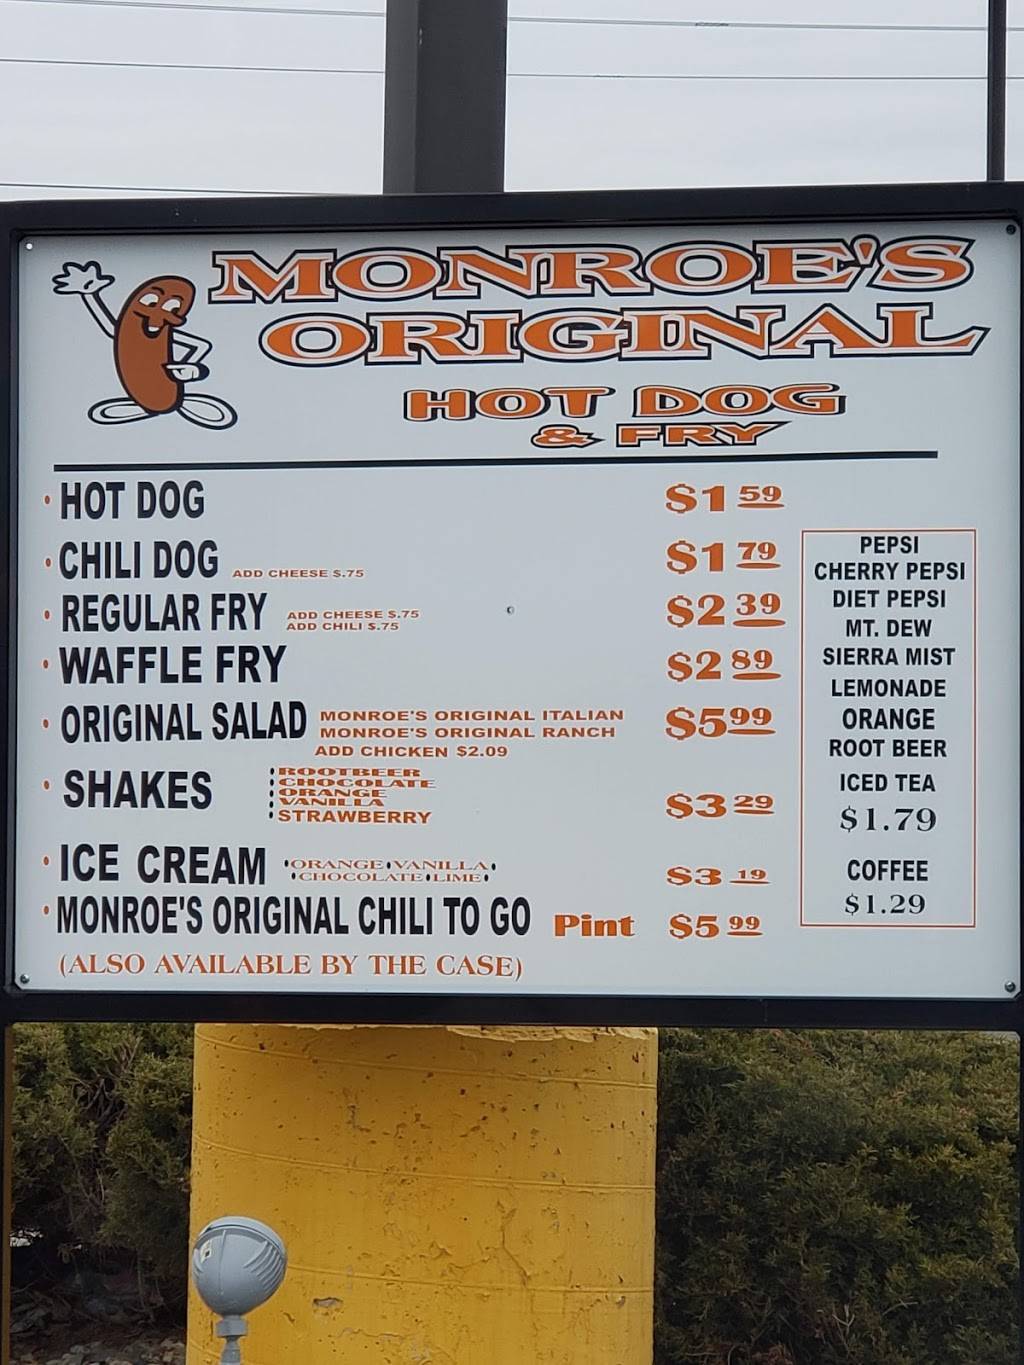 MONROE'S
ORIGINAL
HOT DOG
& FRY
• HOT DOG $1 59
• CHILI DOG ADD CHEESE $.75 $1 79
• REGULAR FRY ADD CHEESE $.75 $2 39
ADD CHILI $.75
• WAFFLE FRY $2 89
• ORIGINAL SALAD MONROE'S ORIGINAL ITALIAN $5 99
MONROE'S ORIGINAL RANCH
ADD CHICKEN $2.09
• SHAKES $3 29
• ROOTBEER
• CHOCOLATE
• ORANGE
• VANILLA
• STRAWBERRY
• ICE CREAM $3 19
• ORANGE • VANILLA •
• CHOCOLATE • LIME •
• MONROE'S ORIGINAL CHILI TO GO Pint $5 99
(ALSO AVAILABLE BY THE CASE)
PEPSI
CHERRY PEPSI
DIET PEPSI
MT. DEW
SIERRA MIST
LEMONADE
ORANGE
ROOT BEER
ICED TEA
$1.79
COFFEE
$1.29